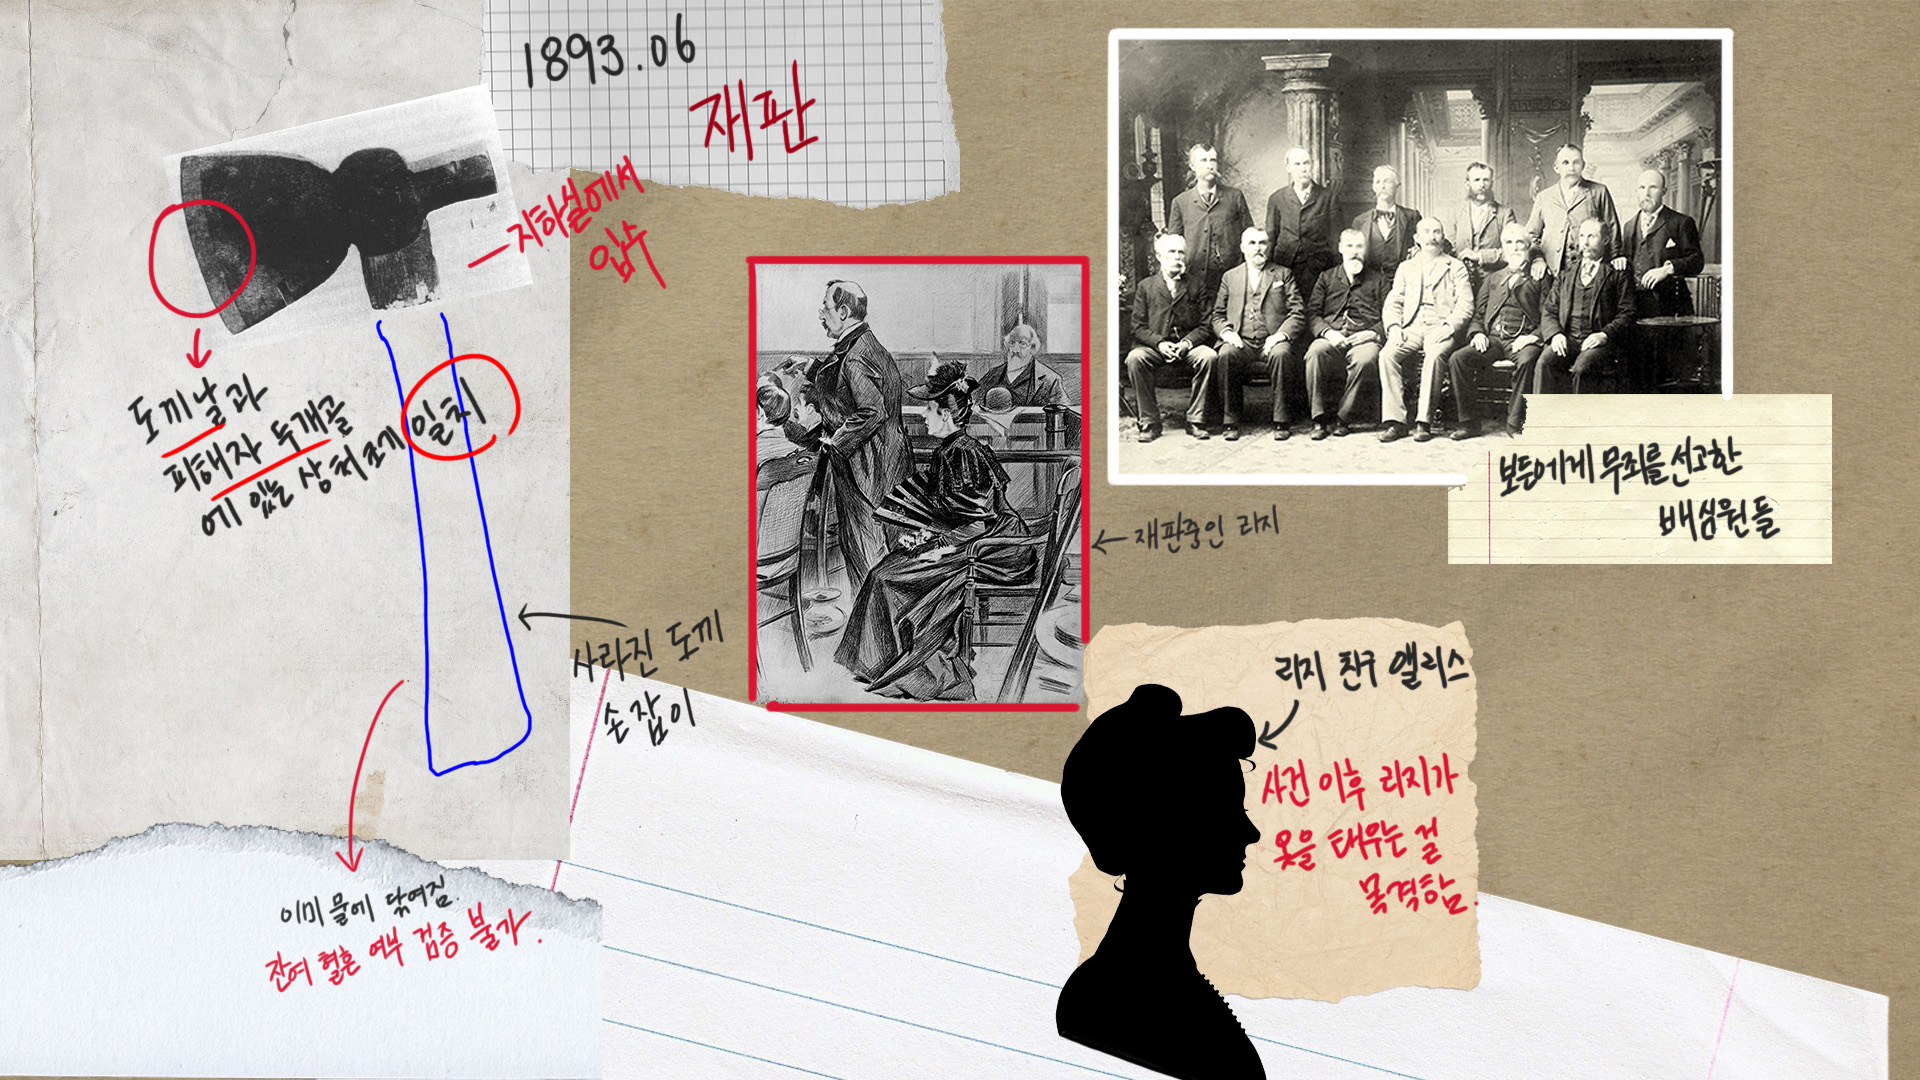 1893.06
재판
지하실에서
입수
도끼날과
피해자 두개골
에 있는 상처 크게 일치
사라진 도끼
손잡이
이미 물에 닦여짐.
잔여 혈흔 여부 검증 불가.
보든에게 무죄를 선고한
배심원들
재판중인 리지
리지 친구 앨리스
사건 이후 리지가
옷을 태우는 걸
목격함.